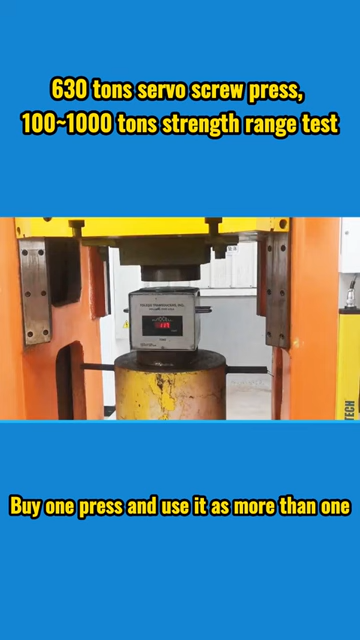 630 tons servo screw press,
100~1000 tons strength range test
TECH
Buy one press and use it as more than one